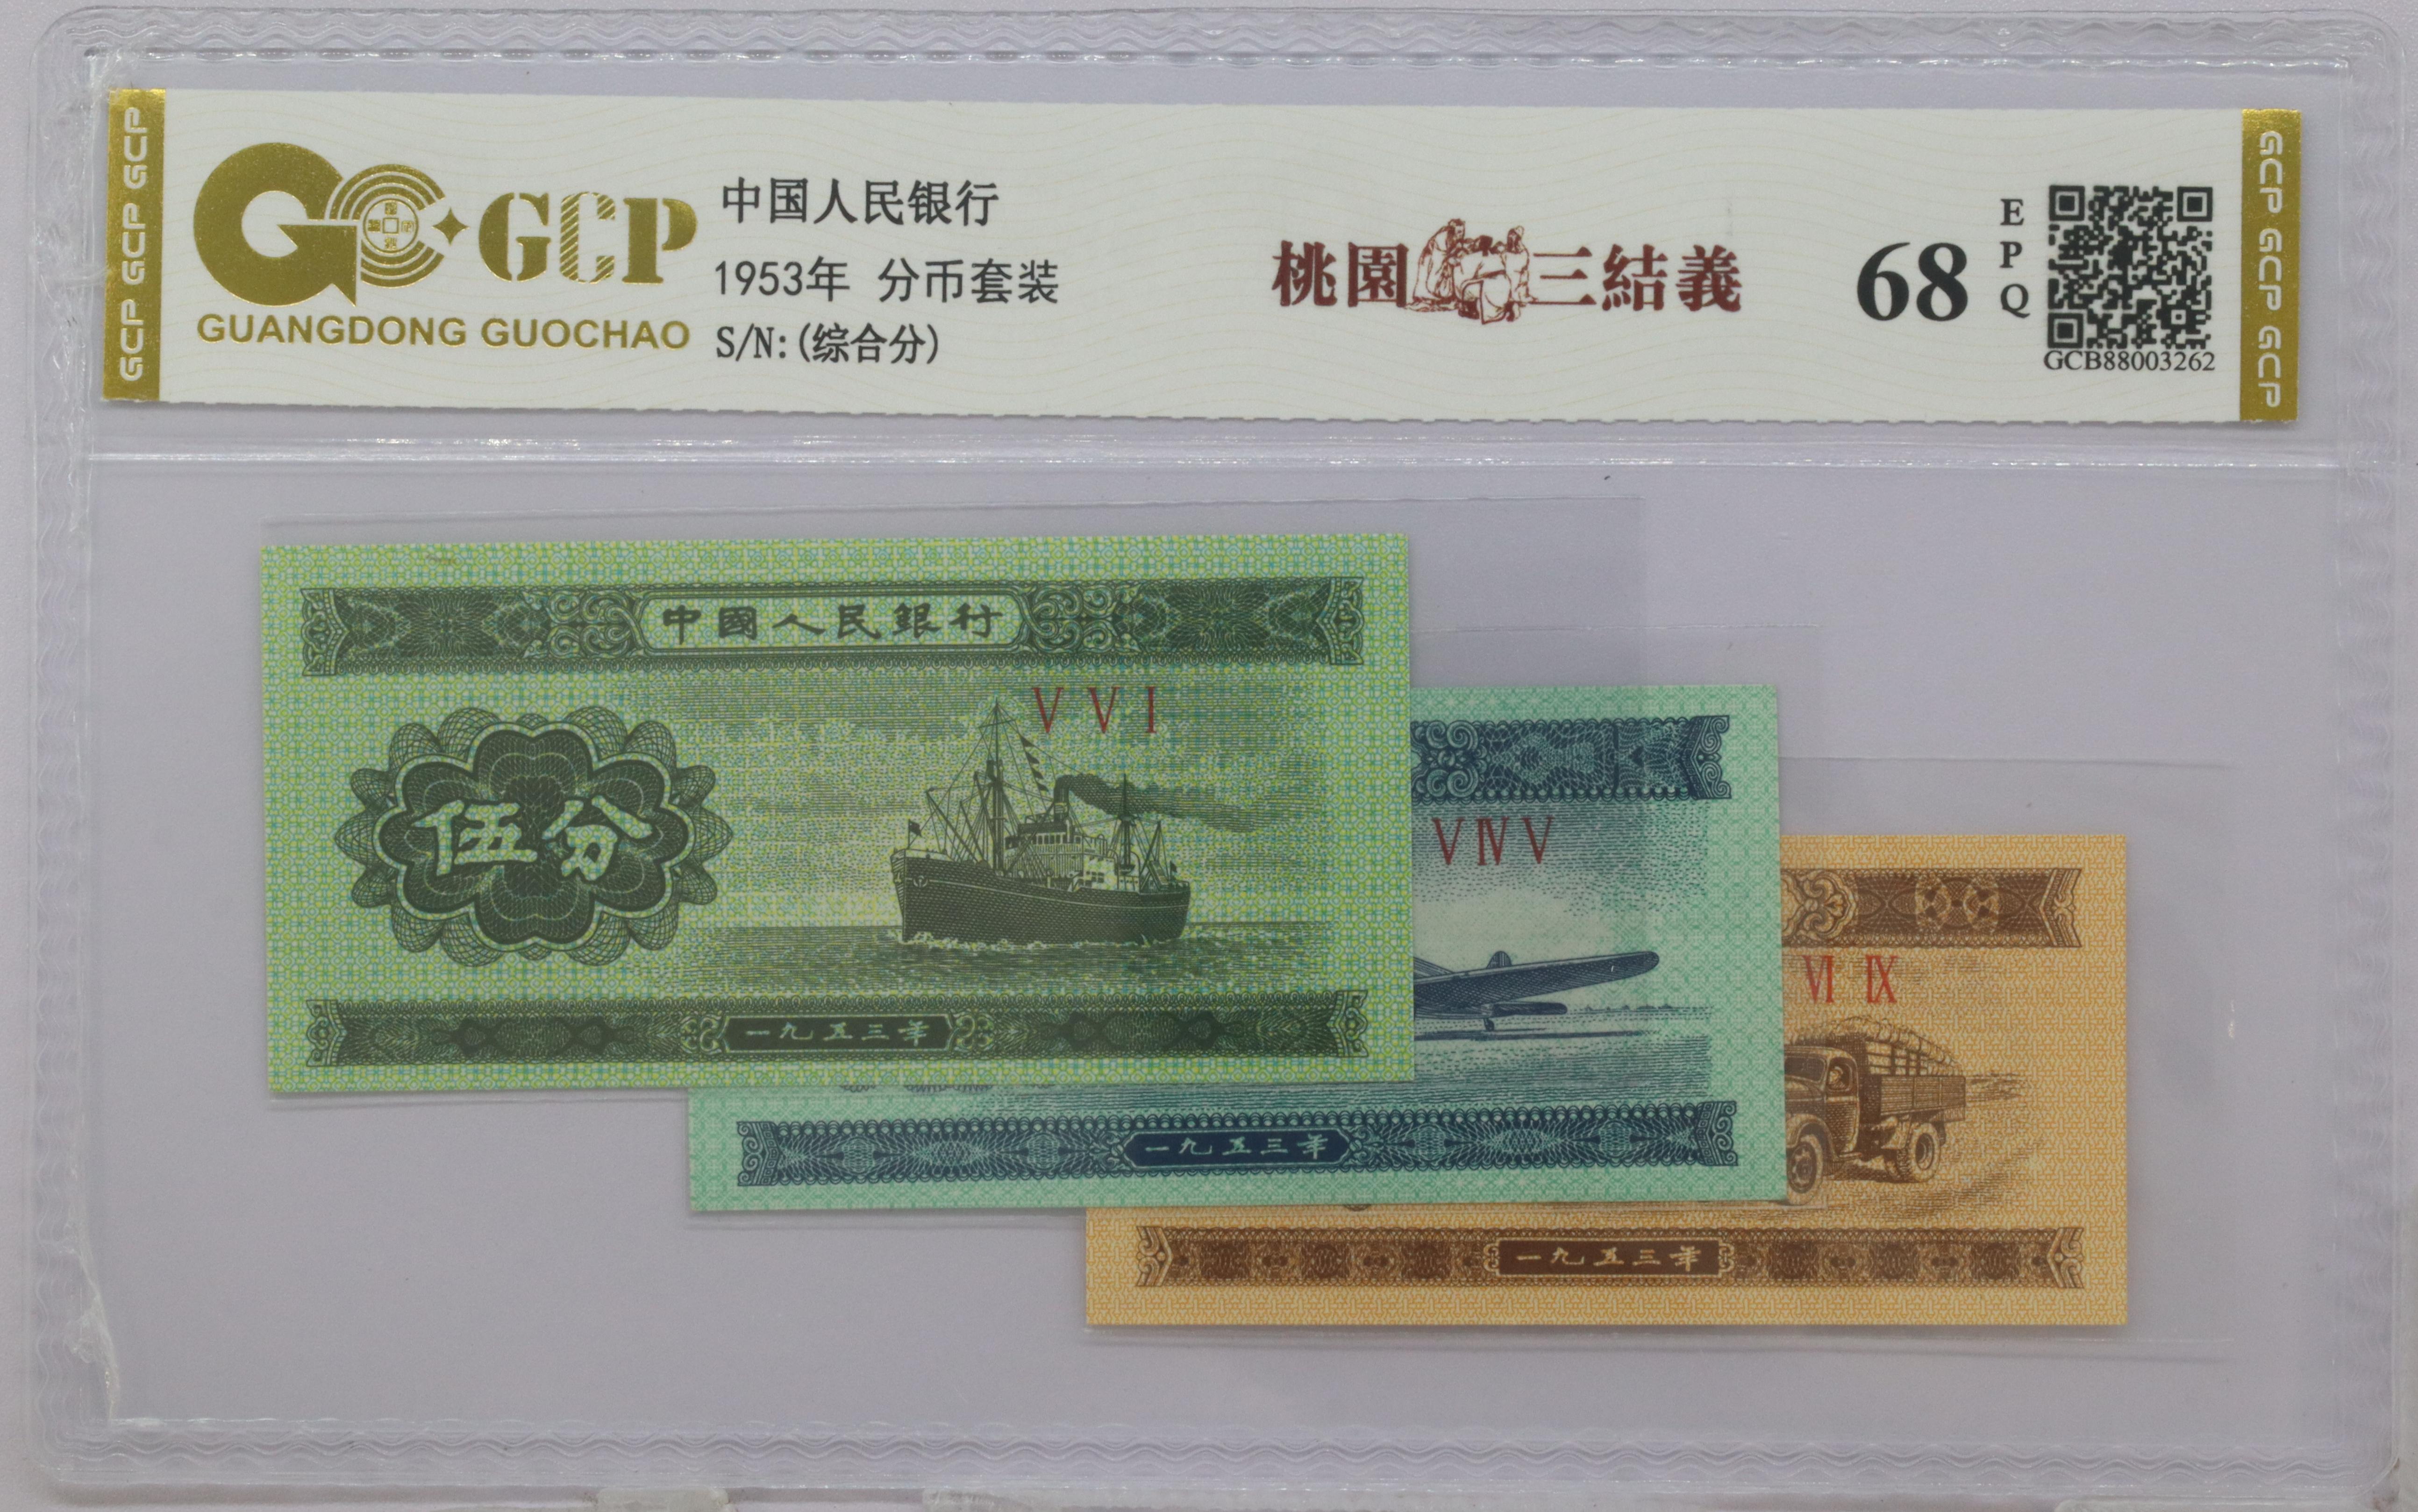 GCP GCP GCP
GCP
GUANGDONG GUOCHAO
中国人民银行
1953年 分币套装
S/N:(综合分)
桃園三結義
68
EPQ
GCB88003262
GCP GCP GCP
中國人民銀行
V V I
伍分
一九五三年
V IV V
一九五三年
VI IX
一九五三年